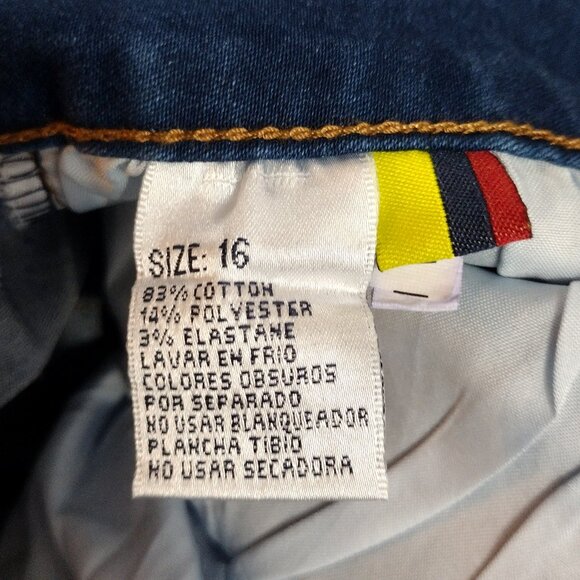 SIZE: 16
83% COTTON
14% POLYESTER
3% ELASTANE
LAVAR EN FRIO
COLORES OBSUROS
POR SEPARADO
NO USAR BLANQUEADOR
PLANCHA TIBIO
NO USAR SECADORA